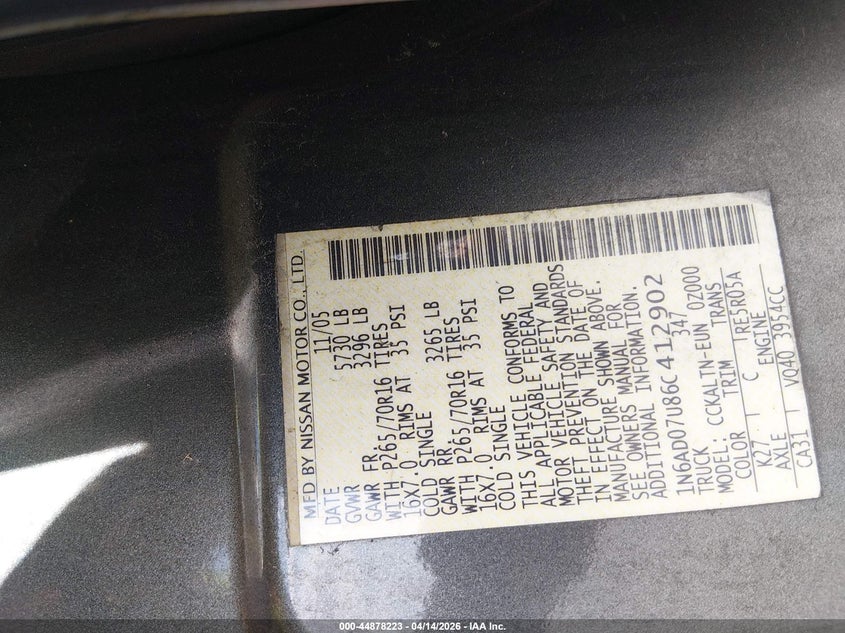 MFD BY NISSAN MOTOR CO., LTD.
DATE 11/05
GVWR 5730 LB
GAWR FR. 3296 LB
WITH P265/70R16 TIRES
16X7.0 RIMS AT 35 PSI
COLD SINGLE
GAWR RR. 3265 LB
WITH P265/70R16 TIRES
16X7.0 RIMS AT 35 PSI
COLD SINGLE
THIS VEHICLE CONFORMS TO
ALL APPLICABLE FEDERAL
MOTOR VEHICLE SAFETY AND
THEFT PREVENTION STANDARDS
IN EFFECT ON THE DATE OF
MANUFACTURE SHOWN ABOVE.
SEE OWNERS MANUAL FOR
ADDITIONAL INFORMATION.
1N6AD07U86C412902
TRUCK 347
MODEL: CCKALTN-EUN 0Z000
COLOR TRIM TRANS
K27 C RE5R05A
AXLE ENGINE
CA31 VQ40 3954CC
000-44878223 - 04/14/2026 - IAA Inc.